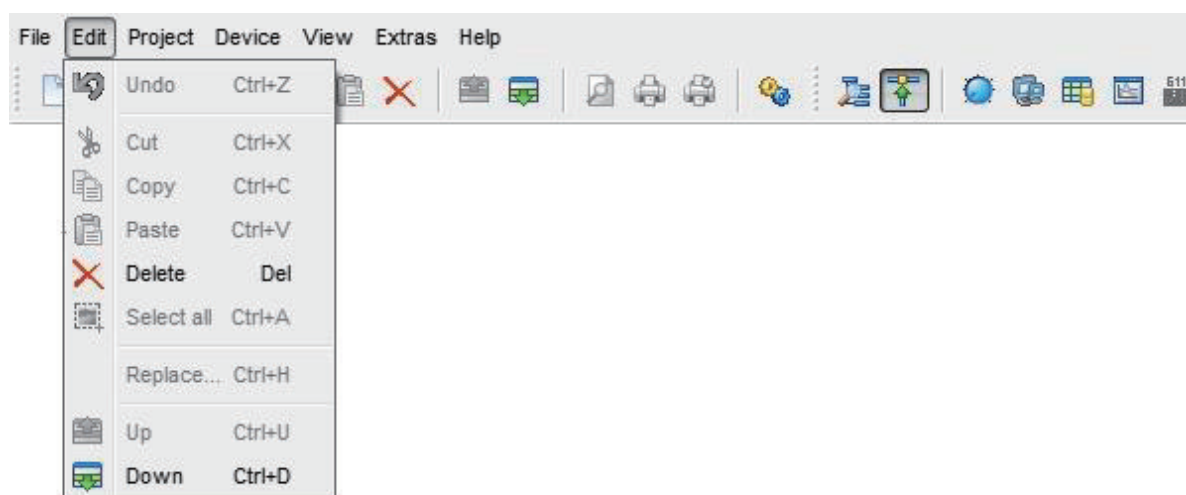 File Edit Project Device View Extras Help
Undo Ctrl+Z
Cut Ctrl+X
Copy Ctrl+C
Paste Ctrl+V
Delete Del
Select all Ctrl+A
Replace... Ctrl+H
Up Ctrl+U
Down Ctrl+D